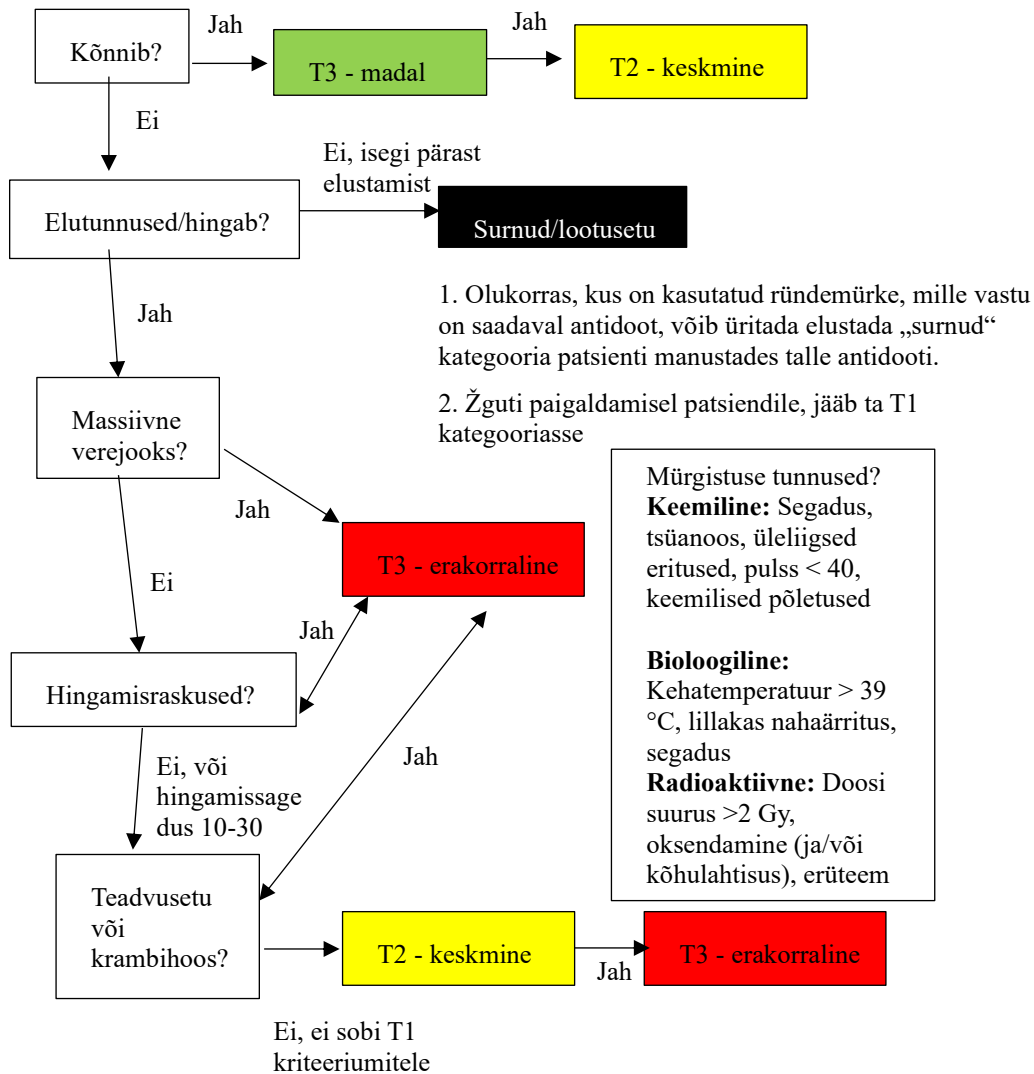 Kõnnib?
Jah
T3 - madal
Jah
T2 - keskmine
Ei
Elutunnused/hingab?
Ei, isegi pärast
elustamist
Surnud/lootusetu
Jah
1. Olukorras, kus on kasutatud ründemürke, mille vastu
on saadaval antidoot, võib üritada elustada „surnud“
kategooria patsienti manustades talle antidooti.
2. Žguti paigaldamisel patsiendile, jääb ta T1
kategooriasse
Massiivne
verejooks?
Jah
T3 - erakorraline
Ei
Jah
Hingamisraskused?
Jah
Ei, või
hingamissage
dus 10-30
Mürgistuse tunnused?
Keemiline: Segadus,
tsüanoos, üleliigsed
eritused, pulss < 40,
keemilised põletused
Bioloogiline:
Kehatemperatuur > 39
°C, lillakas nahaärritus,
segadus
Radioaktiivne: Doosi
suurus >2 Gy,
oksendamine (ja/või
kõhulahtisus), erüteem
Teadvusetu
või
krambihoos?
T2 - keskmine
Jah
T3 - erakorraline
Ei, ei sobi T1
kriteeriumitele